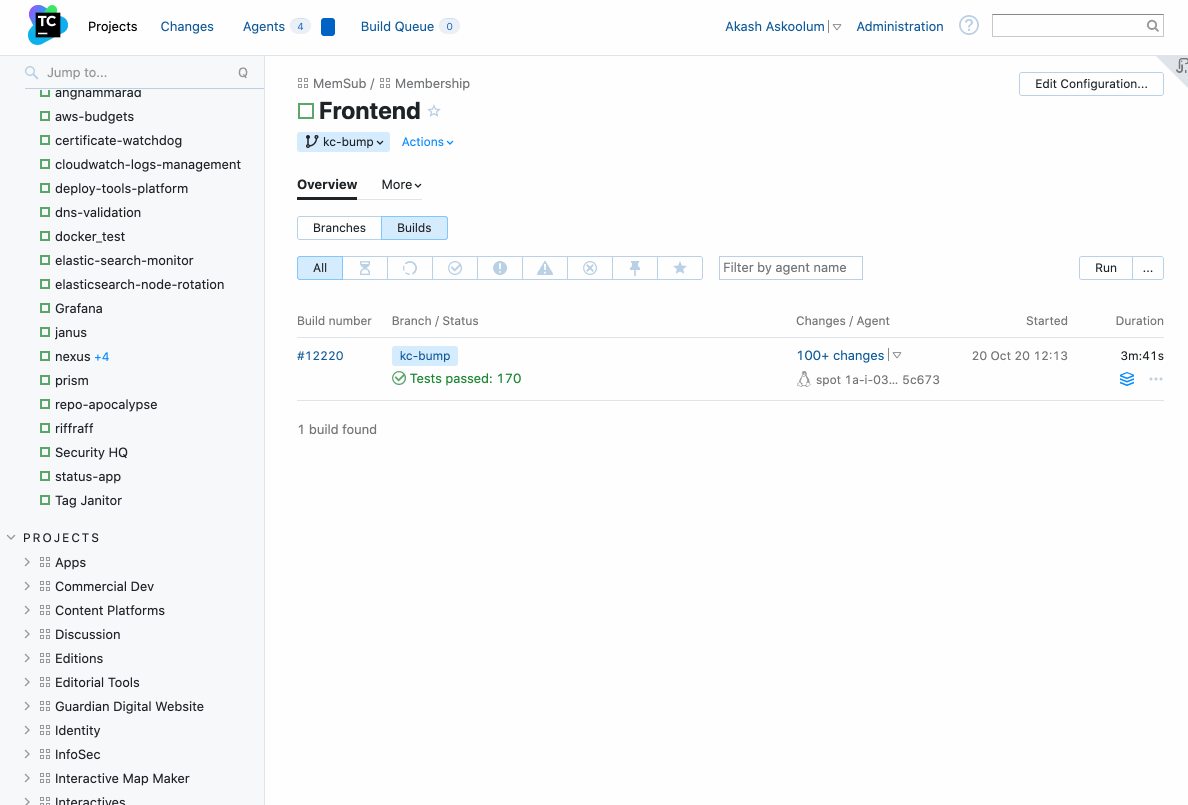 TC
Projects
Changes
Agents 4
Build Queue 0
Akash Askoolum
Administration
?
Jump to...
Q
anghammarad
aws-budgets
certificate-watchdog
cloudwatch-logs-management
deploy-tools-platform
dns-validation
docker_test
elastic-search-monitor
elasticsearch-node-rotation
Grafana
janus
nexus +4
prism
repo-apocalypse
riffraff
Security HQ
status-app
Tag Janitor
PROJECTS
Apps
Commercial Dev
Content Platforms
Discussion
Editions
Editorial Tools
Guardian Digital Website
Identity
InfoSec
Interactive Map Maker
Interactives
MemSub / Membership
Edit Configuration...
Frontend
kc-bump
Actions
Overview
More
Branches
Builds
All
Filter by agent name
Run
...
Build number
Branch / Status
Changes / Agent
Started
Duration
#12220
kc-bump
100+ changes
20 Oct 20 12:13
3m:41s
Tests passed: 170
spot 1a-i-03... 5c673
1 build found